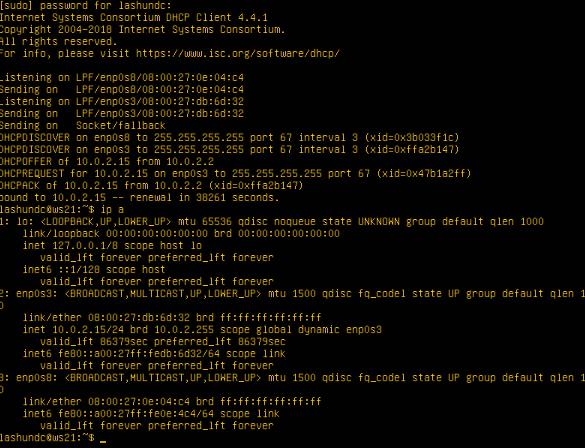 [sudo] password for lashundc:
Internet Systems Consortium DHCP Client 4.4.1
Copyright 2004-2018 Internet Systems Consortium.
All rights reserved.
For info, please visit https://www.isc.org/software/dhcp/

Listening on LPF/enp0s8/08:00:27:0e:04:c4
Sending on   LPF/enp0s8/08:00:27:0e:04:c4
Listening on LPF/enp0s3/08:00:27:db:6d:32
Sending on   LPF/enp0s3/08:00:27:db:6d:32
Sending on   Socket/fallback
DHCPDISCOVER on enp0s8 to 255.255.255.255 port 67 interval 3 (xid=0x3b033f1c)
DHCPDISCOVER on enp0s3 to 255.255.255.255 port 67 interval 3 (xid=0xffa2b147)
DHCPOFFER of 10.0.2.15 from 10.0.2.2
DHCPREQUEST for 10.0.2.15 on enp0s3 to 255.255.255.255 port 67 (xid=0x47b1a2ff)
DHCPACK of 10.0.2.15 from 10.0.2.2 (xid=0xffa2b147)
bound to 10.0.2.15 -- renewal in 38261 seconds.
lashundc@ws21:~$ ip a
1: lo: <LOOPBACK,UP,LOWER_UP> mtu 65536 qdisc noqueue state UNKNOWN group default qlen 1000
    link/loopback 00:00:00:00:00:00 brd 00:00:00:00:00:00
    inet 127.0.0.1/8 scope host lo
       valid_lft forever preferred_lft forever
    inet6 ::1/128 scope host
       valid_lft forever preferred_lft forever
2: enp0s3: <BROADCAST,MULTICAST,UP,LOWER_UP> mtu 1500 qdisc fq_codel state UP group default qlen 1
0
    link/ether 08:00:27:db:6d:32 brd ff:ff:ff:ff:ff:ff
    inet 10.0.2.15/24 brd 10.0.2.255 scope global dynamic enp0s3
       valid_lft 86379sec preferred_lft 86379sec
    inet6 fe80::a00:27ff:fedb:6d32/64 scope link
       valid_lft forever preferred_lft forever
3: enp0s8: <BROADCAST,MULTICAST,UP,LOWER_UP> mtu 1500 qdisc fq_codel state UP group default qlen 1
0
    link/ether 08:00:27:0e:04:c4 brd ff:ff:ff:ff:ff:ff
    inet6 fe80::a00:27ff:fe0e:4c4/64 scope link
       valid_lft forever preferred_lft forever
lashundc@ws21:~$ _